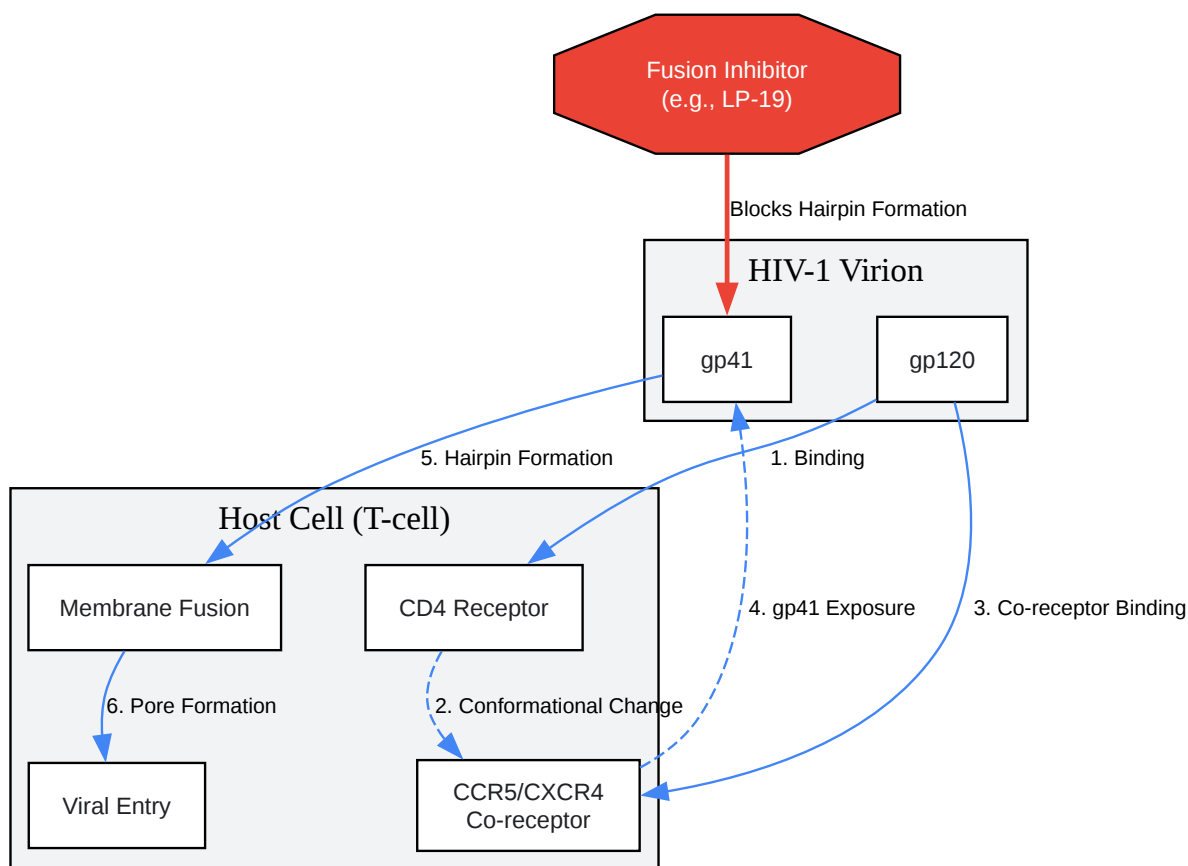 Fusion Inhibitor
(e.g., LP-19)
Blocks Hairpin Formation
HIV-1 Virion
gp41
gp120
5. Hairpin Formation
1. Binding
Host Cell (T-cell)
Membrane Fusion
CD4 Receptor
4. gp41 Exposure
3. Co-receptor Binding
6. Pore Formation
2. Conformational Change
Viral Entry
CCR5/CXCR4
Co-receptor